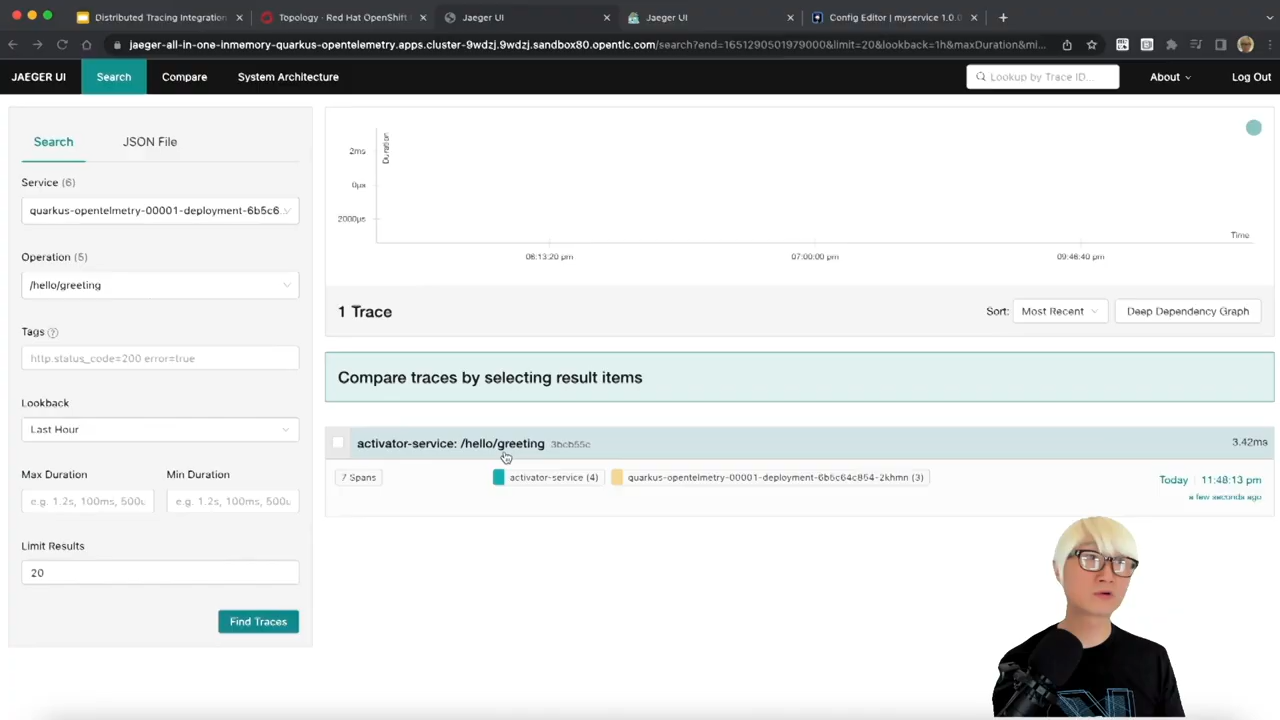 Distributed Tracing Integration
Topology · Red Hat OpenShift
Jaeger UI
Jaeger UI
Config Editor | myservice 1.0.0
jaeger-all-in-one-inmemory-quarkus-opentelemetry.apps.cluster-9wdzj.9wdzj.sandbox80.opentlc.com/search?end=1651290501979000&limit=20&lookback=1h&maxDuration&mi...
JAEGER UI
Search
Compare
System Architecture
Lookup by Trace ID...
About
Log Out
Search
JSON File
Service (6)
quarkus-opentelmetry-00001-deployment-6b5c6...
Operation (5)
/hello/greeting
Tags
http.status_code=200 error=true
Lookback
Last Hour
Max Duration
Min Duration
e.g. 1.2s, 100ms, 500u
e.g. 1.2s, 100ms, 500u
Limit Results
20
Find Traces
Duration
2ms
0μs
2000μs
Time
06:13:20 pm
07:00:00 pm
09:46:40 pm
1 Trace
Sort:
Most Recent
Deep Dependency Graph
Compare traces by selecting result items
activator-service: /hello/greeting 3bcb55c
3.42ms
7 Spans
activator-service (4)
quarkus-opentelmetry-00001-deployment-6b5c64c854-2khmn (3)
Today
11:48:13 pm
a few seconds ago